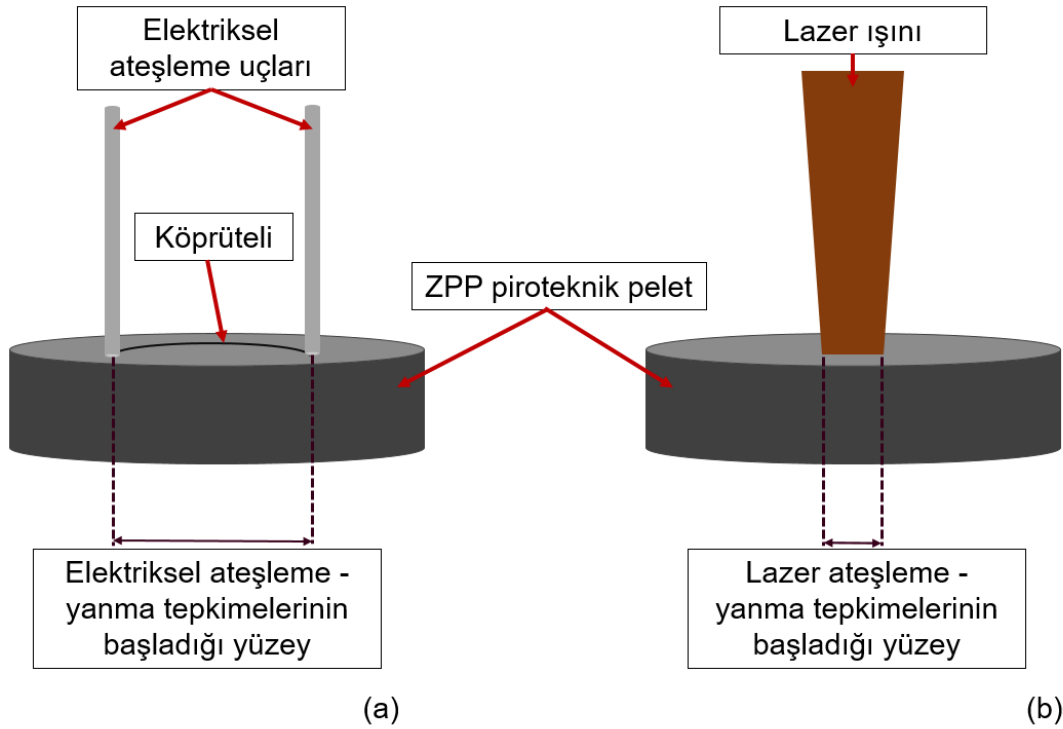 Elektriksel
ateşleme uçları
Köprüteli
ZPP piroteknik pelet
Elektriksel ateşleme -
yanma tepkimelerinin
başladığı yüzey
(a)
Lazer ışını
Lazer ateşleme -
yanma tepkimelerinin
başladığı yüzey
(b)